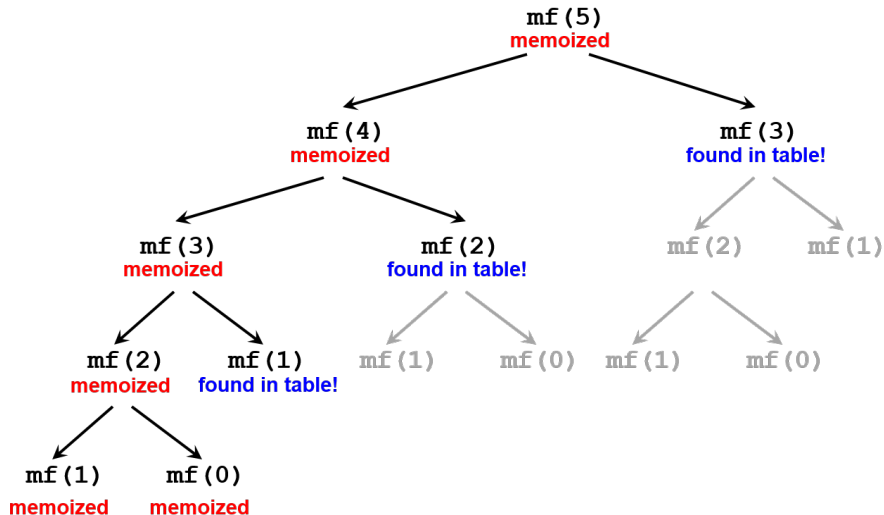 mf(5)
memoized
mf(4)
mf(3)
memoized
found in table!
mf(3)
mf(2)
mf(2)
mf(1)
memoized
found in table!
mf(2)
mf(1)
mf(1)
mf(0)
mf(1)
mf(0)
memoized
found in table!
mf(1)
mf(0)
memoized
memoized